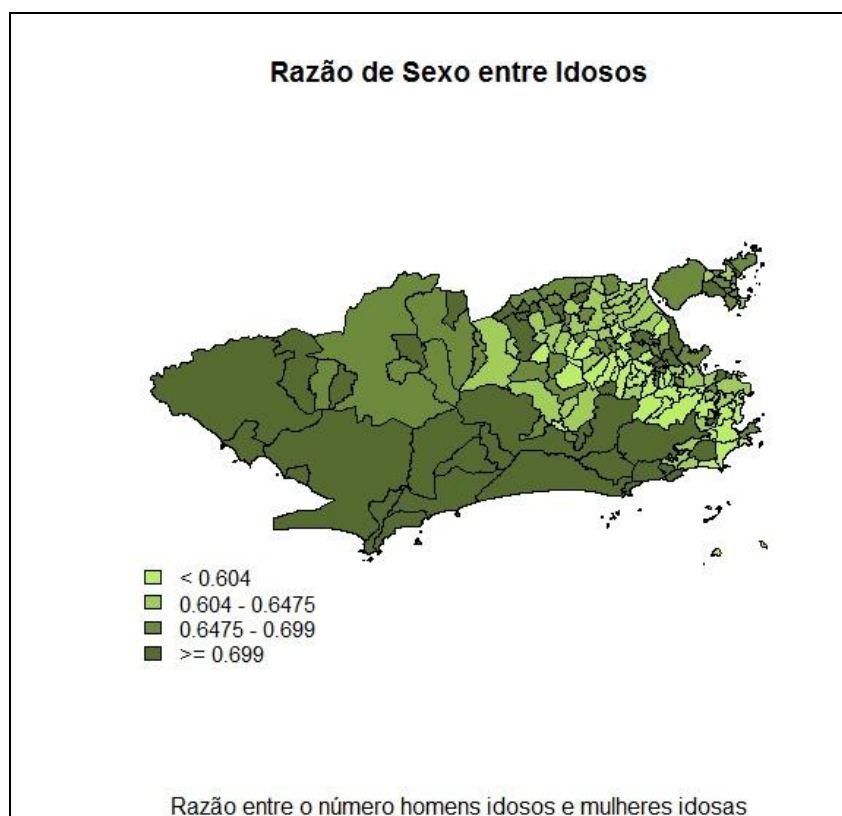 Razão de Sexo entre Idosos
< 0.604
0.604 - 0.6475
0.6475 - 0.699
>= 0.699
Razão entre o número homens idosos e mulheres idosas